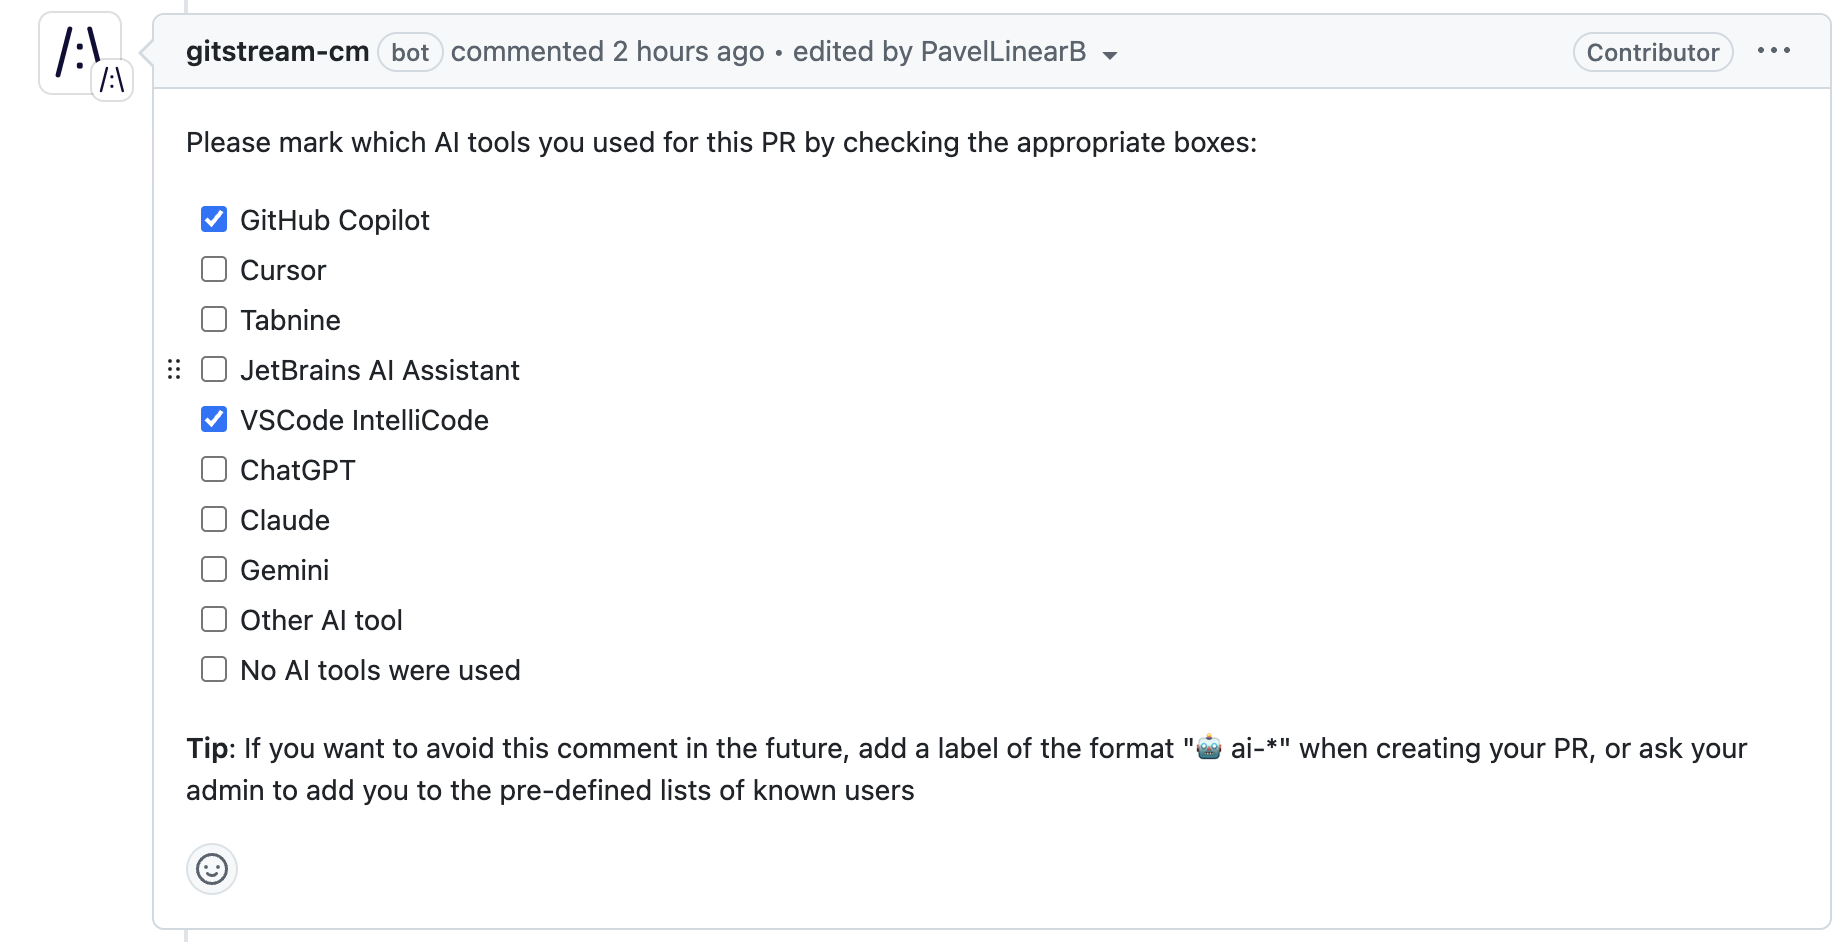 gitstream-cm bot commented 2 hours ago • edited by PavelLinearB Contributor
Please mark which AI tools you used for this PR by checking the appropriate boxes:
GitHub Copilot
Cursor
Tabnine
JetBrains AI Assistant
VSCode IntelliCode
ChatGPT
Claude
Gemini
Other AI tool
No AI tools were used
Tip: If you want to avoid this comment in the future, add a label of the format "🤖 ai-*" when creating your PR, or ask your
admin to add you to the pre-defined lists of known users